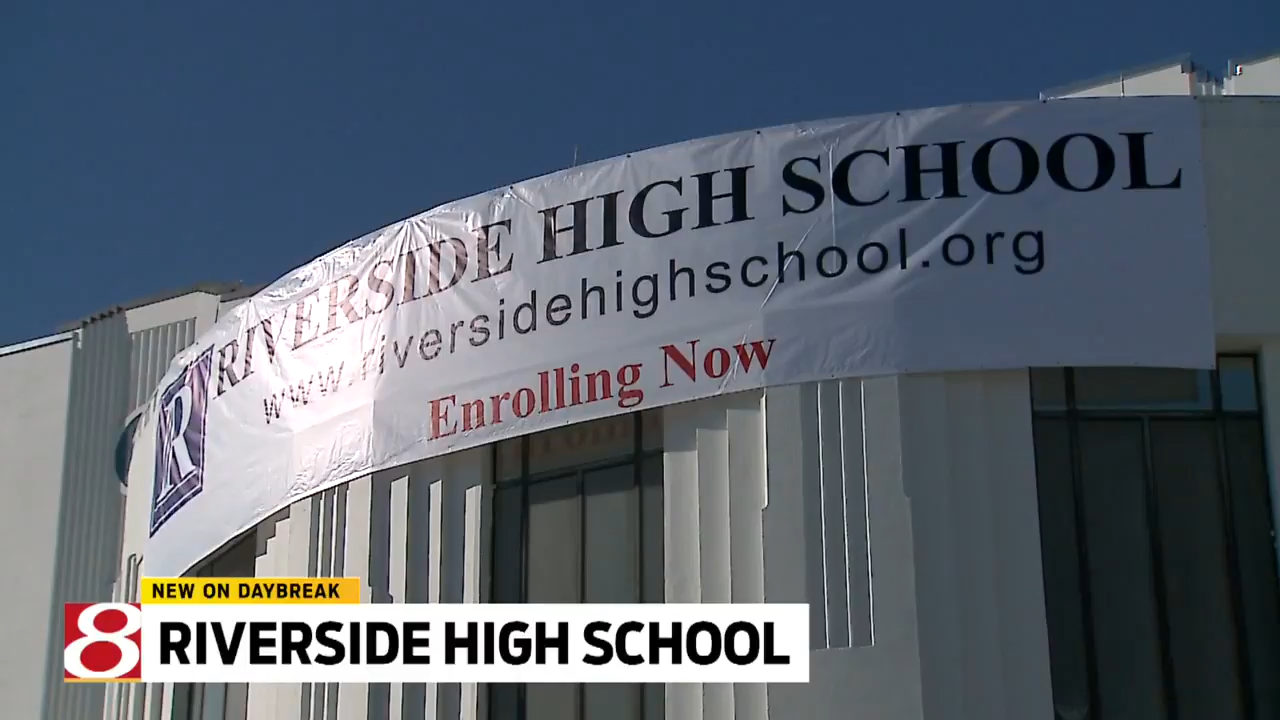 RIVERSIDE HIGH SCHOOL
www.riversidehighschool.org
R
Enrolling Now
NEW ON DAYBREAK
8 RIVERSIDE HIGH SCHOOL